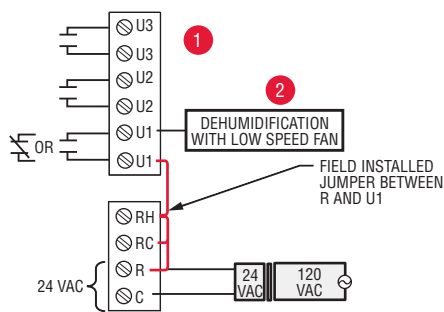 U3
1
U3
U2
2
U2
DEHUMIDIFICATION
WITH LOW SPEED FAN
U1
OR
U1
FIELD INSTALLED
JUMPER BETWEEN
R AND U1
RH
RC
R
24 VAC
C
24
VAC
120
VAC